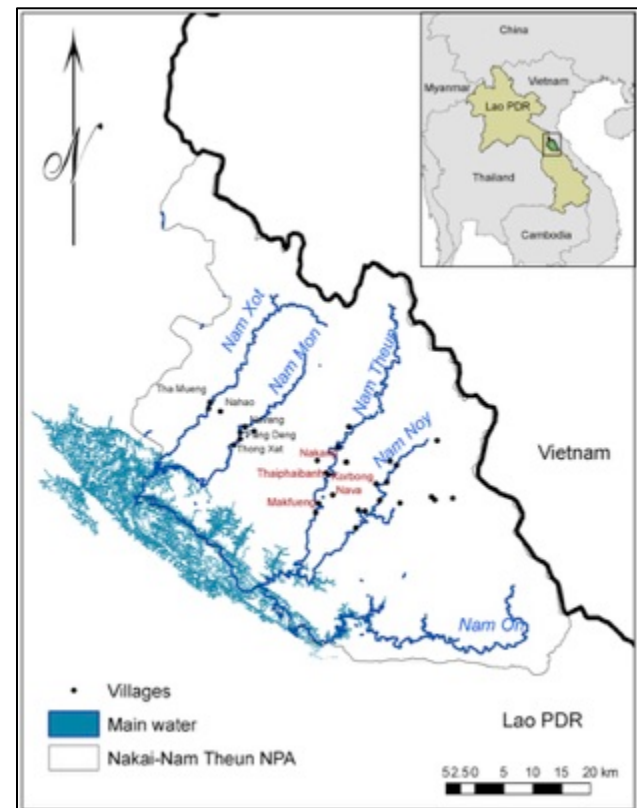 China
Myanmar
Vietnam
Lao PDR
Thailand
Cambodia
N
Nam Xot
Nam Mon
Nam Theun
Nam Noy
Tha Mueng
Nahao
Thong Xat
Thaiphaibanh
Korbong
Nava
Makfueng
Vietnam
Nam On
Villages
Main water
Nakai-Nam Theun NPA
Lao PDR
52.50 5 10 15 20 km